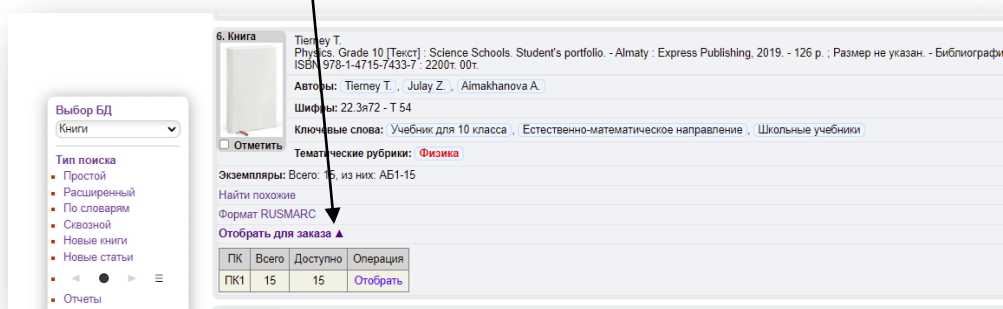 Выбор БД
Книги
Тип поиска
Простой
Расширенный
По словарям
Сквозной
Новые книги
Новые статьи
Отчеты
6. Книга
Отметить
Tierney T.
Physics. Grade 10 [Текст] : Science Schools. Student's portfolio. - Almaty : Express Publishing, 2019. - 126 p. ; Размер не указан. - Библиографи
ISBN 978-1-4715-7433-7 : 2200т. 00т.
Авторы: Tierney T. , Julay Z. , Aimakhanova A.
Шифры: 22.3я72 - T 54
Ключевые слова: Учебник для 10 класса , Естественно-математическое направление , Школьные учебники
Тематические рубрики: Физика
Экземпляры: Всего: 15, из них: АБ1-15
Найти похожие
Формат RUSMARC
Отобрать для заказа ▲
ПК Всего Доступно Операция
ПК1 15 15 Отобрать